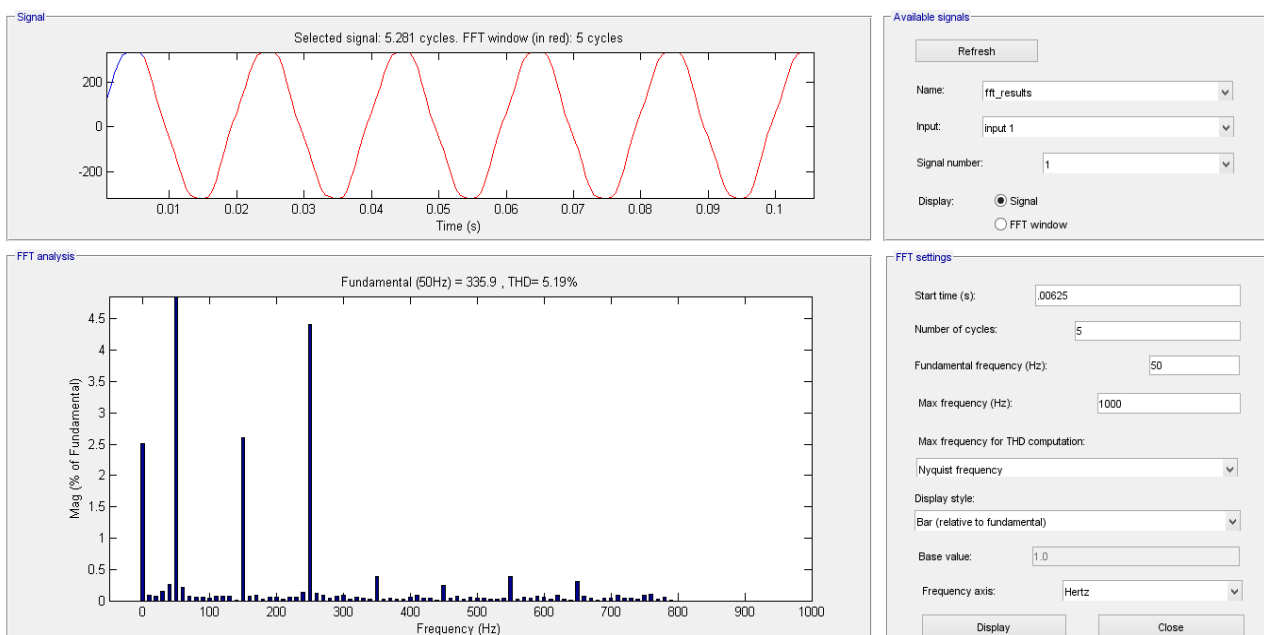 Signal
Selected signal: 5.281 cycles. FFT window (in red): 5 cycles
200
0
-200
0.01 0.02 0.03 0.04 0.05 0.06 0.07 0.08 0.09 0.1
Time (s)
Available signals
Refresh
Name: fft_results
Input: input 1
Signal number: 1
Display: Signal
FFT window
FFT analysis
Fundamental (50Hz) = 335.9 , THD= 5.19%
Mag (% of Fundamental)
4.5
4
3.5
3
2.5
2
1.5
1
0.5
0
0 100 200 300 400 500 600 700 800 900 1000
Frequency (Hz)
FFT settings
Start time (s): .00625
Number of cycles: 5
Fundamental frequency (Hz): 50
Max frequency (Hz): 1000
Max frequency for THD computation:
Nyquist frequency
Display style:
Bar (relative to fundamental)
Base value: 1.0
Frequency axis: Hertz
Display Close